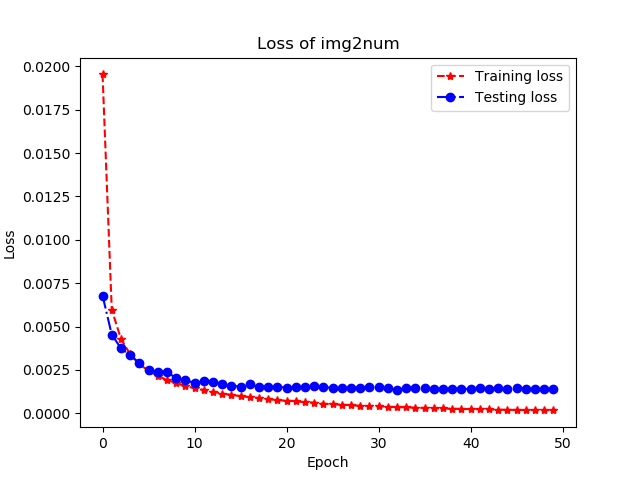 Loss of img2num
Training loss
Testing loss
0.0200
0.0175
0.0150
0.0125
0.0100
0.0075
0.0050
0.0025
0.0000
Loss
0 10 20 30 40 50
Epoch